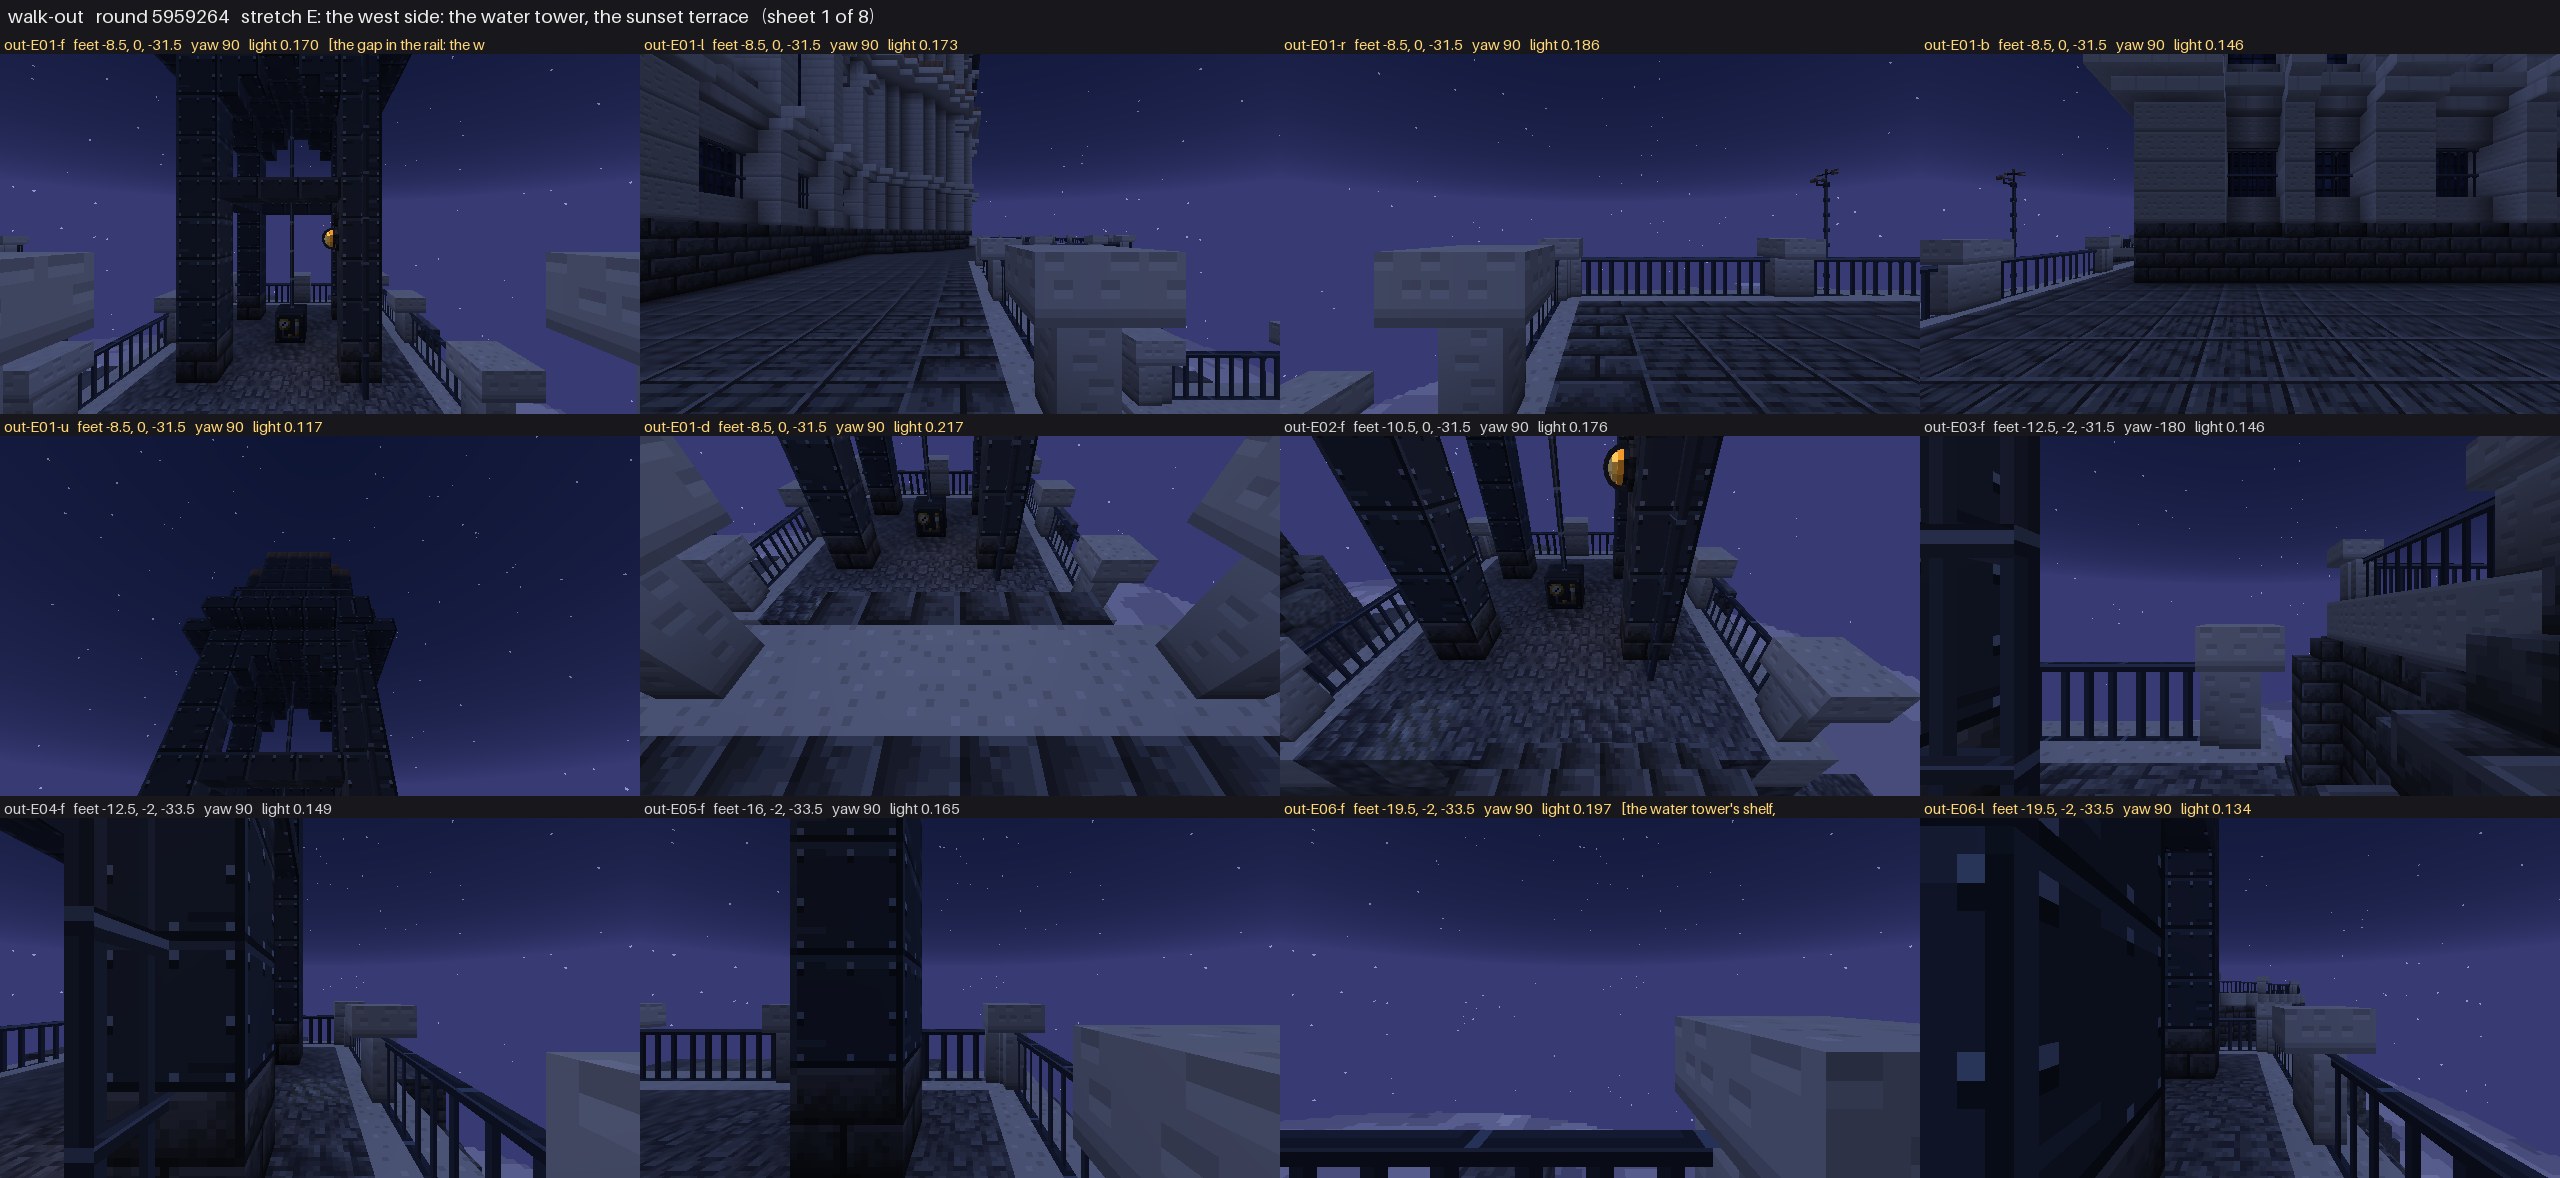 walk-out round 5959264 stretch E: the west side: the water tower, the sunset terrace (sheet 1 of 8)
out-E01-f feet -8.5, 0, -31.5 yaw 90 light 0.170 [the gap in the rail: the w
out-E01-l feet -8.5, 0, -31.5 yaw 90 light 0.173
out-E01-r feet -8.5, 0, -31.5 yaw 90 light 0.186
out-E01-b feet -8.5, 0, -31.5 yaw 90 light 0.146
out-E01-u feet -8.5, 0, -31.5 yaw 90 light 0.117
out-E01-d feet -8.5, 0, -31.5 yaw 90 light 0.217
out-E02-f feet -10.5, 0, -31.5 yaw 90 light 0.176
out-E03-f feet -12.5, -2, -31.5 yaw -180 light 0.146
out-E04-f feet -12.5, -2, -33.5 yaw 90 light 0.149
out-E05-f feet -16, -2, -33.5 yaw 90 light 0.165
out-E06-f feet -19.5, -2, -33.5 yaw 90 light 0.197 [the water tower's shelf,
out-E06-l feet -19.5, -2, -33.5 yaw 90 light 0.134